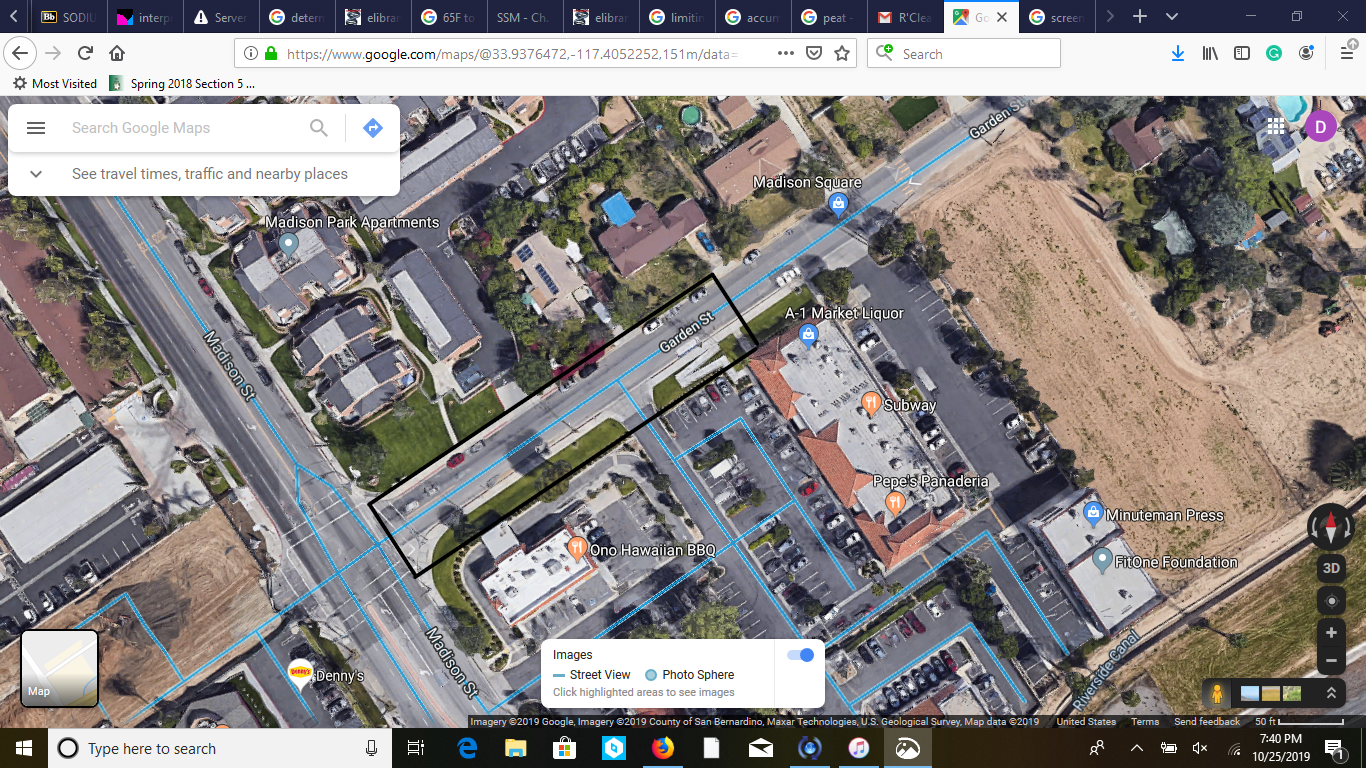 Bb SODIU
interp
Server
G detern
elibrar
G 65F to
SSM - Ch.
elibrar
G limitin
G accum
G peat -
R'Clea
Go
G screen
https://www.google.com/maps/@33.9376472,-117.4052252,151m/data=
Search
Most Visited
Spring 2018 Section 5 ...
Search Google Maps
See travel times, traffic and nearby places
D
Garden St
Madison Square
Madison Park Apartments
A-1 Market Liquor
Garden St
Madison St
Subway
Pepe's Panaderia
Minuteman Press
Ono Hawaiian BBQ
FitOne Foundation
3D
Madison St
Denny's
Denny's
Riverside Canal
Map
Images
Street View
Photo Sphere
Click highlighted areas to see images
Imagery ©2019 Google, Imagery ©2019 County of San Bernardino, Maxar Technologies, U.S. Geological Survey, Map data ©2019
United States
Terms
Send feedback
50 ft
Type here to search
7:40 PM
10/25/2019
1